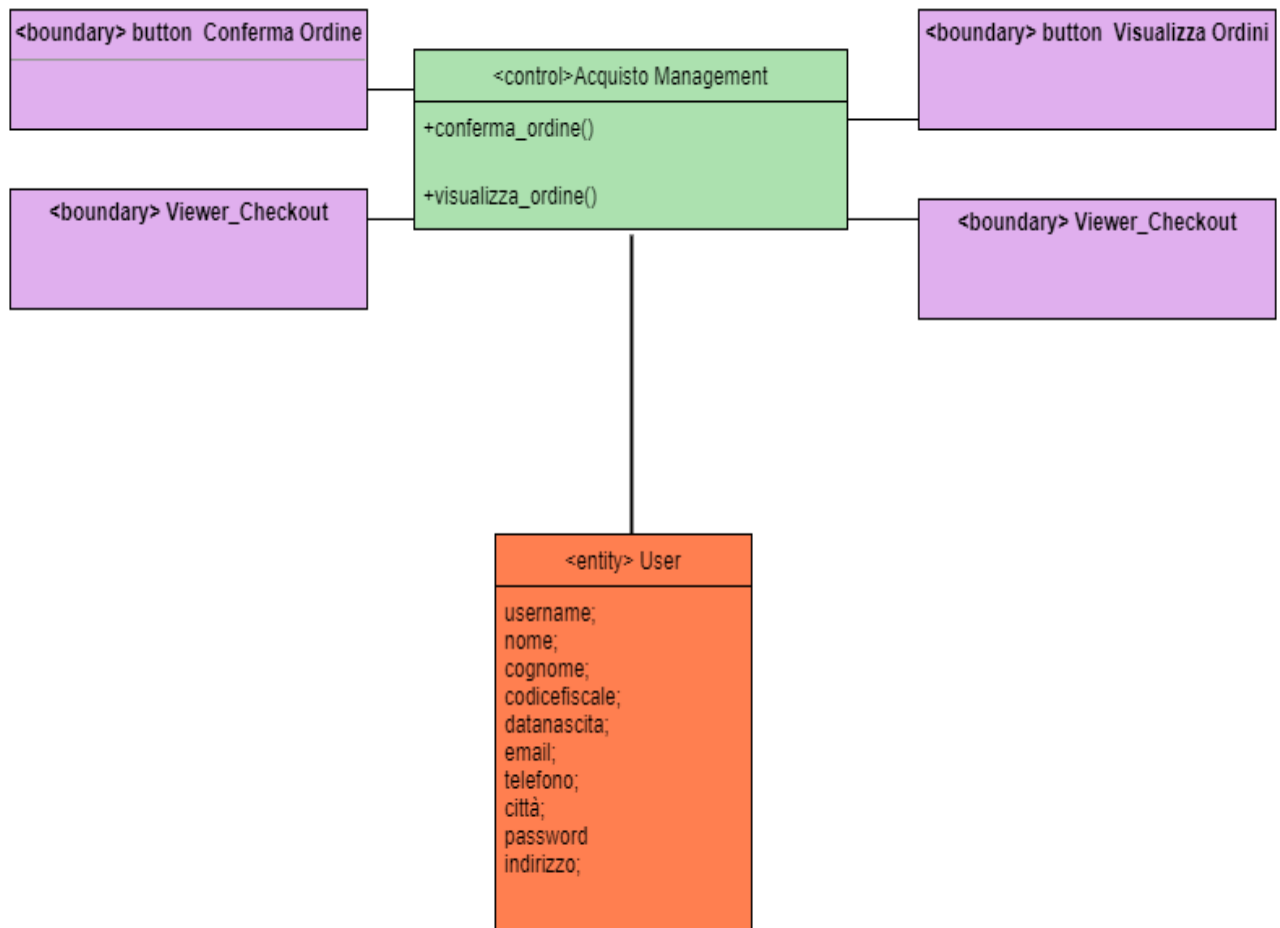 <boundary> button  Conferma Ordine
<control>Acquisto Management
+conferma_ordine()
+visualizza_ordine()
<boundary> button  Visualizza Ordini
<boundary> Viewer_Checkout
<boundary> Viewer_Checkout
<entity> User
username;
nome;
cognome;
codicefiscale;
datanascita;
email;
telefono;
città;
password
indirizzo;